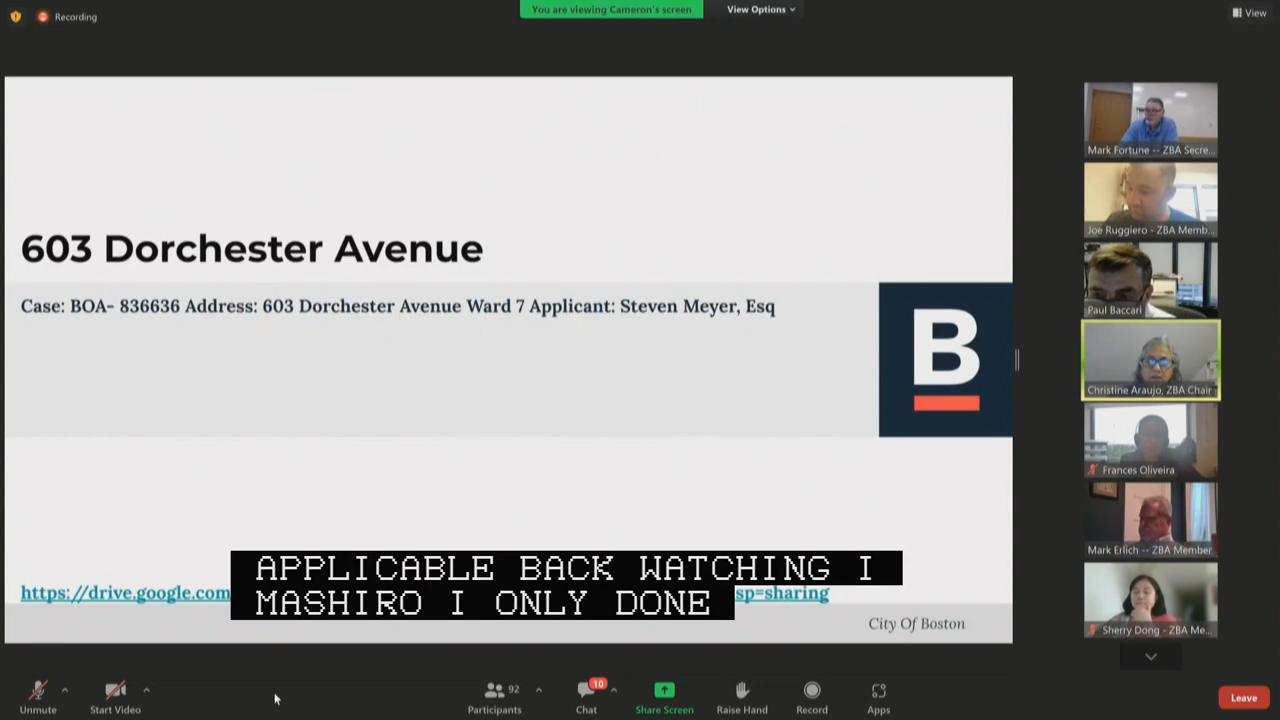 Recording
You are viewing Cameron's screen
View Options
View
603 Dorchester Avenue
Case: BOA- 836636 Address: 603 Dorchester Avenue Ward 7 Applicant: Steven Meyer, Esq
B
https://drive.google.com
sp=sharing
APPLICABLE BACK WATCHING I
MASHIRO I ONLY DONE
City Of Boston
Mark Fortune -- ZBA Secre...
Joe Ruggiero - ZBA Memb...
Paul Baccari
Christine Araujo, ZBA Chair
Frances Oliveira
Mark Erlich -- ZBA Member
Sherry Dong - ZBA Me...
Unmute
Start Video
92
Participants
10
Chat
Share Screen
Raise Hand
Record
Apps
Leave